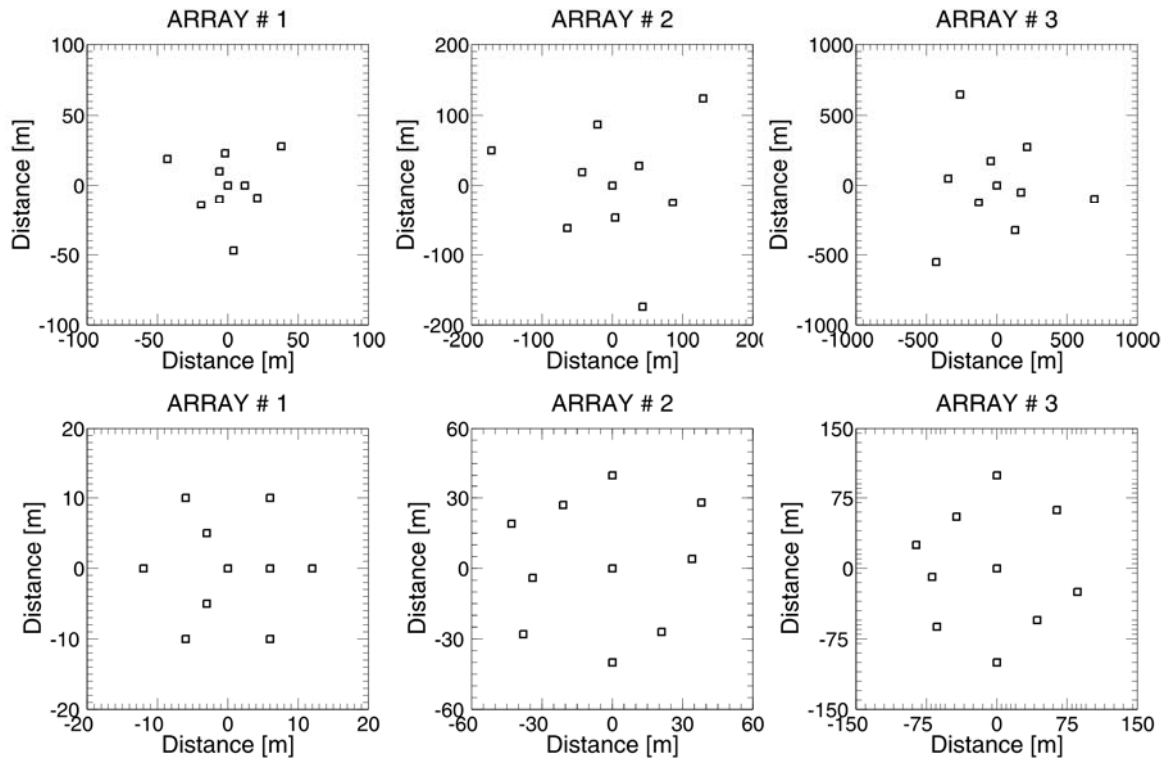 ARRAY # 1
ARRAY # 2
ARRAY # 3
100
50
0
-50
-100
Distance [m]
-100 -50 0 50 100
Distance [m]
200
100
0
-100
-200
Distance [m]
-200 -100 0 100 200
Distance [m]
1000
500
0
-500
-1000
Distance [m]
-1000 -500 0 500 1000
Distance [m]
ARRAY # 1
ARRAY # 2
ARRAY # 3
20
10
0
-10
-20
Distance [m]
-20 -10 0 10 20
Distance [m]
60
30
0
-30
-60
Distance [m]
-60 -30 0 30 60
Distance [m]
150
75
0
-75
-150
Distance [m]
-150 -75 0 75 150
Distance [m]